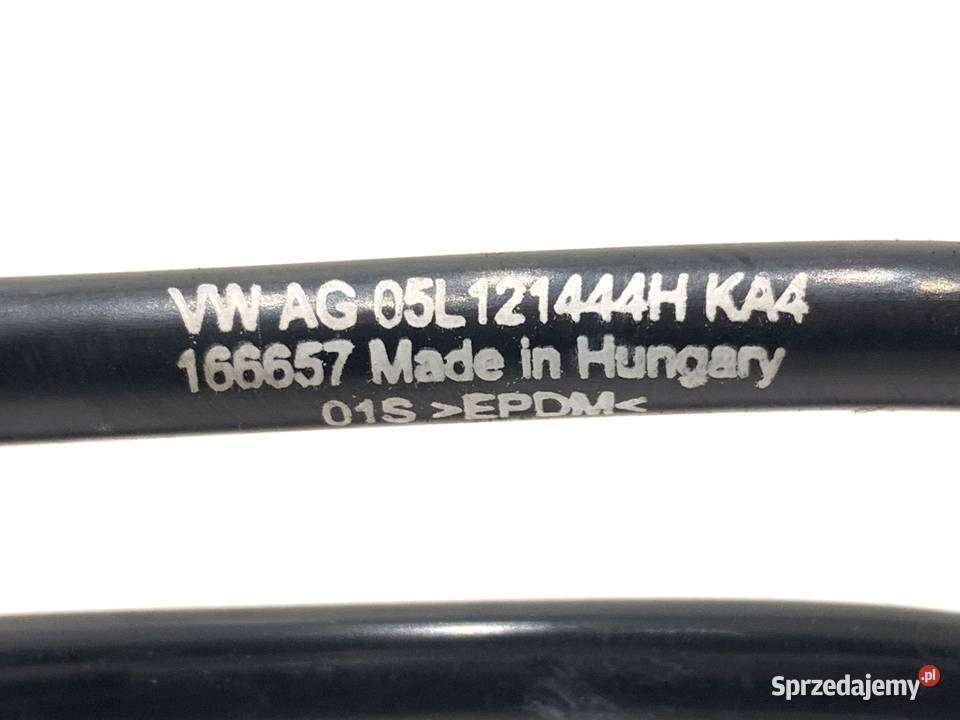 VW AG 05L121444H KA4
166657 Made in Hungary
01S >EPDM<
Sprzedajemy.pl